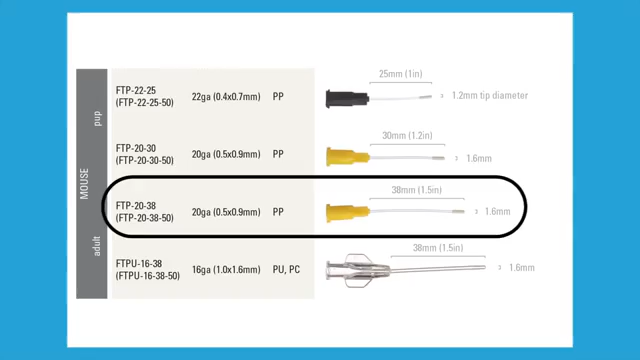 25mm (1in)
FTP-22-25
(FTP-22-25-50)
22ga (0.4x0.7mm)
PP
1.2mm tip diameter
pup
30mm (1.2in)
FTP-20-30
(FTP-20-30-50)
20ga (0.5x0.9mm)
PP
1.6mm
MOUSE
38mm (1.5in)
FTP-20-38
(FTP-20-38-50)
20ga (0.5x0.9mm)
PP
1.6mm
adult
38mm (1.5in)
FTPU-16-38
(FTPU-16-38-50)
16ga (1.0x1.6mm)
PU, PC
1.6mm